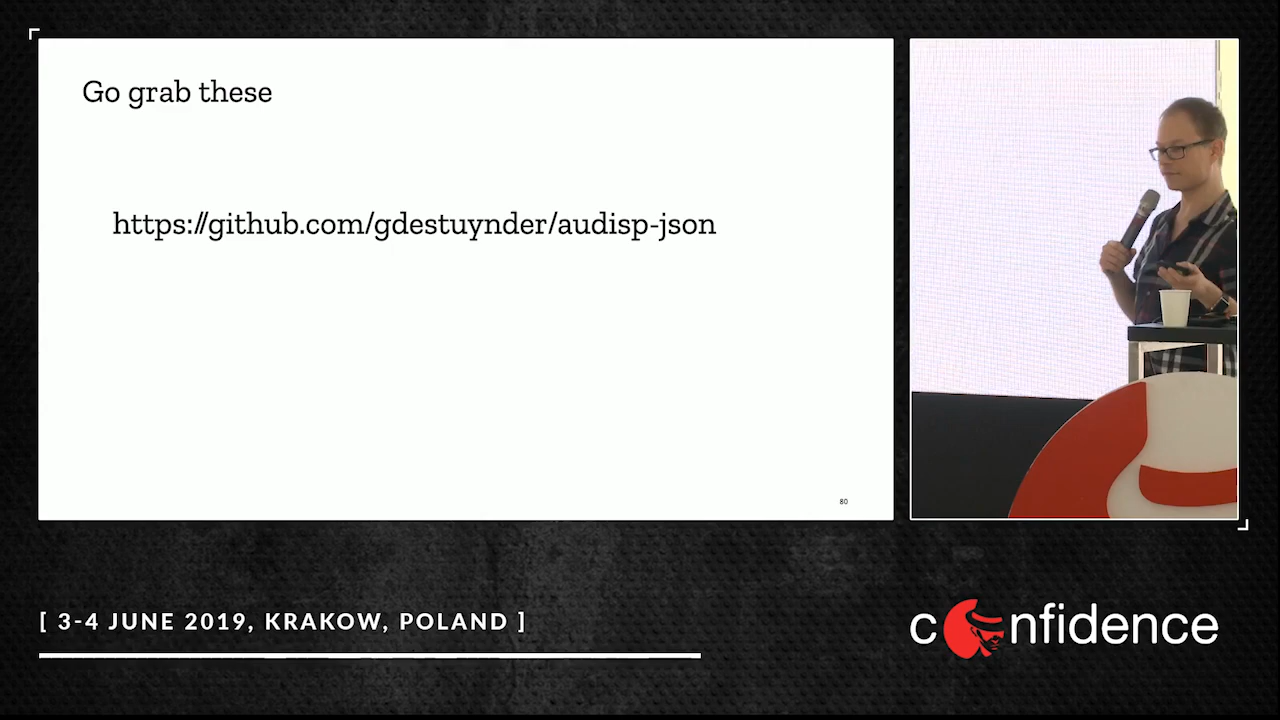 Go grab these
https://github.com/gdestuynder/audisp-json
80
[ 3-4 JUNE 2019, KRAKOW, POLAND ]
confidence